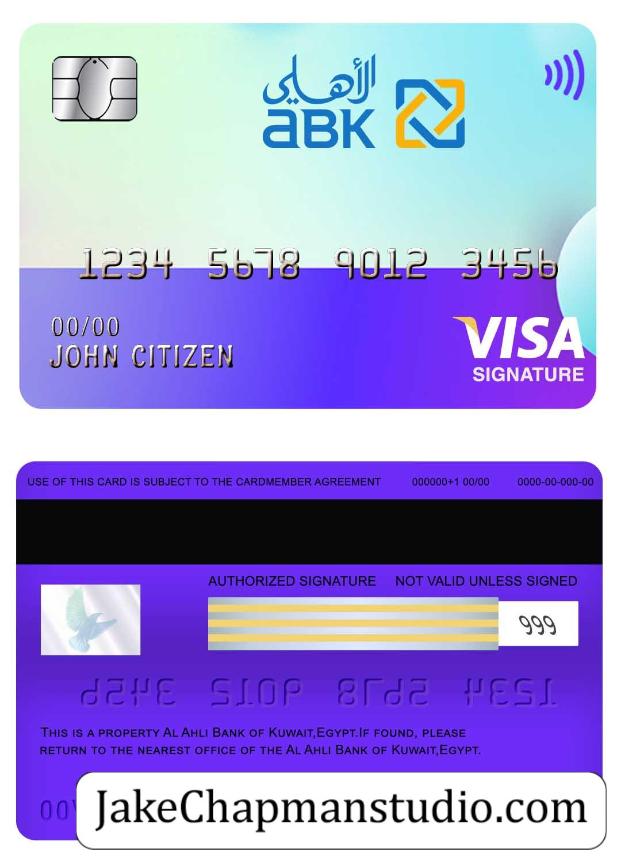 الأهلي
ABK
1234 5678 9012 3456
00/00
JOHN CITIZEN
VISA
SIGNATURE
USE OF THIS CARD IS SUBJECT TO THE CARDMEMBER AGREEMENT 000000+1 00/00 0000-00-000-00
AUTHORIZED SIGNATURE NOT VALID UNLESS SIGNED
999
THIS IS A PROPERTY AL AHLI BANK OF KUWAIT,EGYPT.IF FOUND, PLEASE
RETURN TO THE NEAREST OFFICE OF THE AL AHLI BANK OF KUWAIT,EGYPT.
JakeChapmanstudio.com